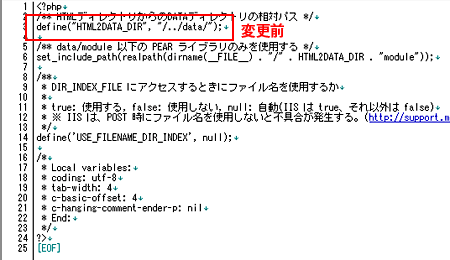 1 <?php
2 /** HTMLディレクトリからのDATAディレクトリの相対パス */
3 define("HTML2DATA_DIR", "/../data/");
変更前
4
5 /** data/module 以下の PEAR ライブラリのみを使用する */
6 set_include_path(realpath(dirname(__FILE__) . "/" . HTML2DATA_DIR . "module"));
7
8 /**
9 * DIR_INDEX_FILE にアクセスするときにファイル名を使用するか
10 *
11 * true: 使用する, false: 使用しない, null: 自動(IIS は true、それ以外は false)
12 * ※ IIS は、POST 時にファイル名を使用しないと不具合が発生する。(http://support.m
13 */
14 define('USE_FILENAME_DIR_INDEX', null);
15
16 /*
17 * Local variables:
18 * coding: utf-8
19 * tab-width: 4
20 * c-basic-offset: 4
21 * c-hanging-comment-ender-p: nil
22 * End:
23 */
24 ?>
25 [EOF]